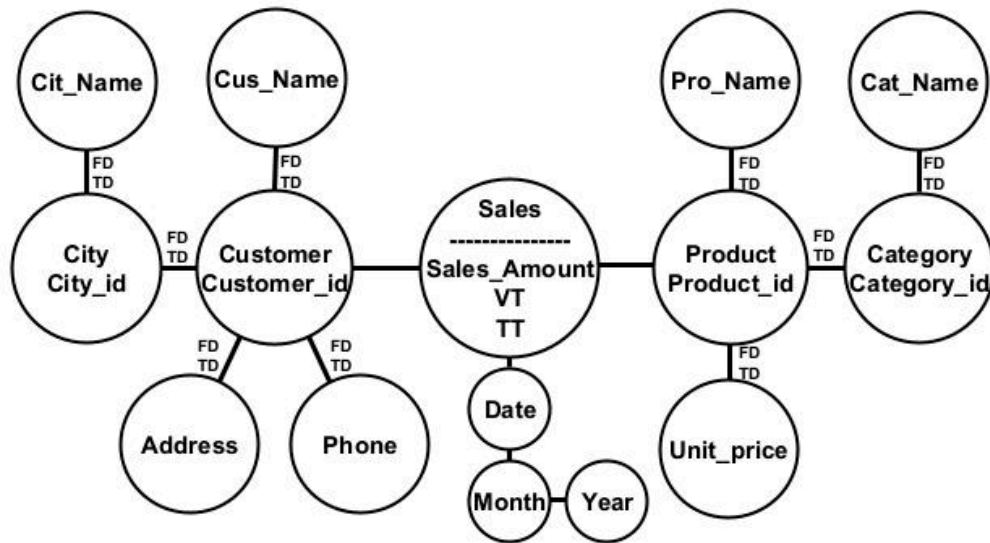 Cit_Name
Cus_Name
Pro_Name
Cat_Name
FD
TD
FD
TD
FD
TD
FD
TD
City
City_id
FD
TD
Customer
Customer_id
Sales
---------------
Sales_Amount
VT
TT
Product
Product_id
FD
TD
Category
Category_id
FD
TD
FD
TD
FD
TD
Address
Phone
Date
Unit_price
Month
Year